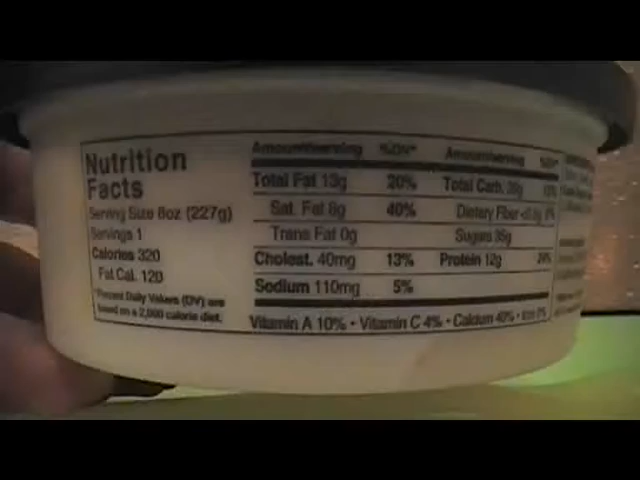 Nutrition
Facts
Serving Size 8oz (227g)
Servings 1
Calories 320
Fat Cal. 120
*Percent Daily Values (DV) are
based on a 2,000 calorie diet.
Amount/serving %DV*
Total Fat 13g 20%
Sat. Fat 8g 40%
Trans Fat 0g
Cholest. 40mg 13%
Sodium 110mg 5%
Amount/serving %DV*
Total Carb.
Dietary Fiber
Sugars 35g
Protein 12g
Vitamin A 10% • Vitamin C 4% • Calcium 40% •